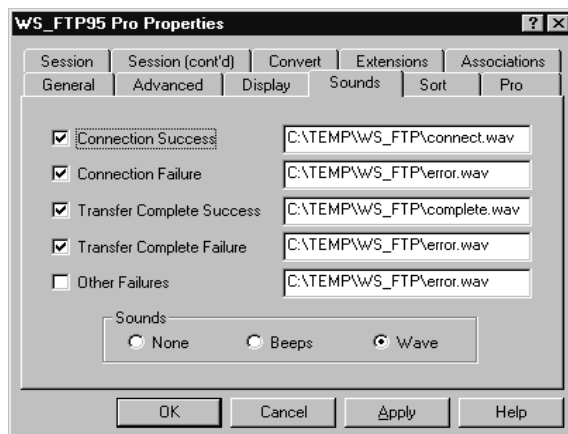 WS_FTP95 Pro Properties
Session Session (cont'd) Convert Extensions Associations
General Advanced Display Sounds Sort Pro
Connection Success C:\TEMP\WS_FTP\connect.wav
Connection Failure C:\TEMP\WS_FTP\error.wav
Transfer Complete Success C:\TEMP\WS_FTP\complete.wav
Transfer Complete Failure C:\TEMP\WS_FTP\error.wav
Other Failures C:\TEMP\WS_FTP\error.wav
Sounds
None Beeps Wave
OK Cancel Apply Help